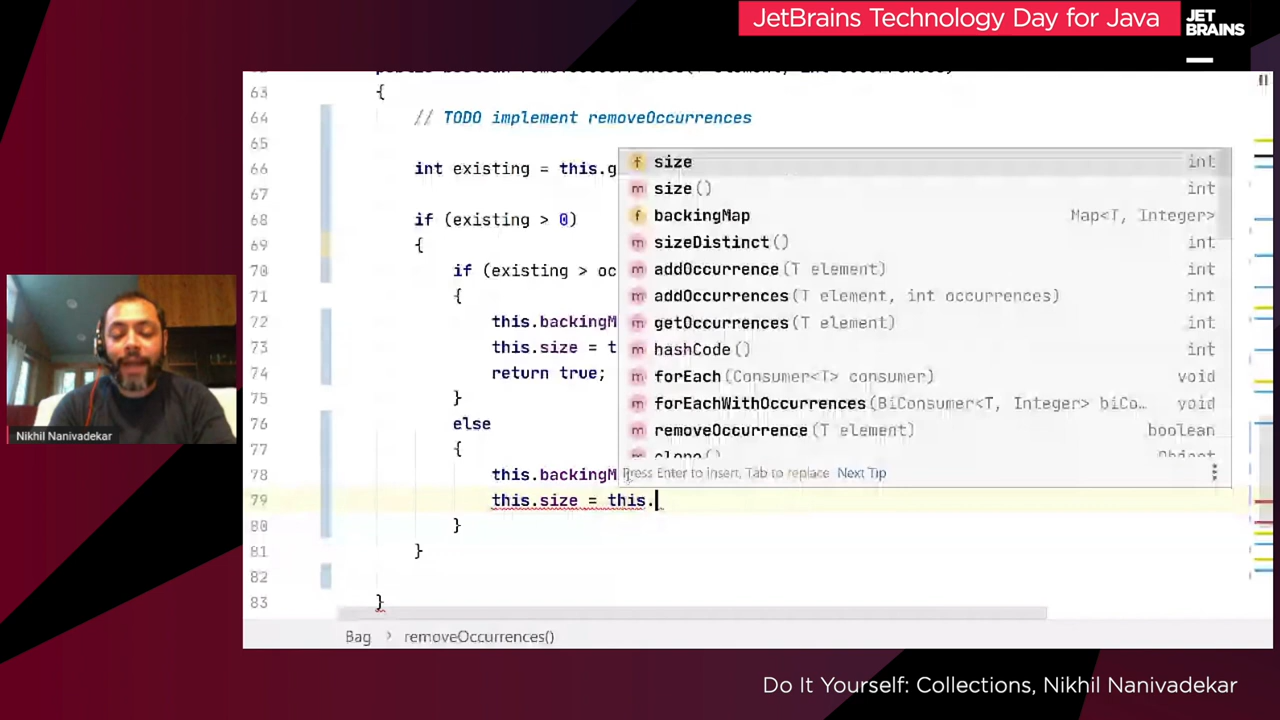 JetBrains Technology Day for Java
JET
BRAINS
63 {
64 // TODO implement removeOccurrences
65
66 int existing = this.g
67
68 if (existing > 0)
69 {
70 if (existing > oc
71 {
72 this.backingM
73 this.size = t
74 return true;
75 }
76 else
77 {
78 this.backingM
79 this.size = this.
80 }
81 }
82
83 }
f size int
m size() int
f backingMap Map<T, Integer>
m sizeDistinct() int
m addOccurrence(T element) int
m addOccurrences(T element, int occurrences) int
m getOccurrences(T element) int
m hashCode() int
m forEach(Consumer<T> consumer) void
m forEachWithOccurrences(BiConsumer<T, Integer> biCo… void
m removeOccurrence(T element) boolean
Press Enter to insert, Tab to replace Next Tip
Bag > removeOccurrences()
Nikhil Nanivadekar
Do It Yourself: Collections, Nikhil Nanivadekar